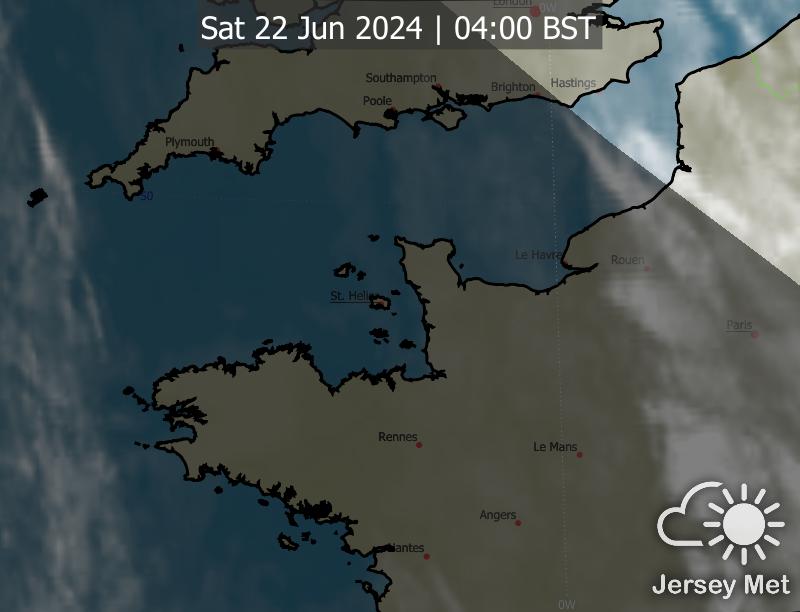 London
0W
Sat 22 Jun 2024 | 04:00 BST
Southampton
Brighton
Hastings
Poole
Plymouth
50
Le Havre
Rouen
St. Helier
Paris
Rennes
Le Mans
Angers
Nantes
Jersey Met
0W